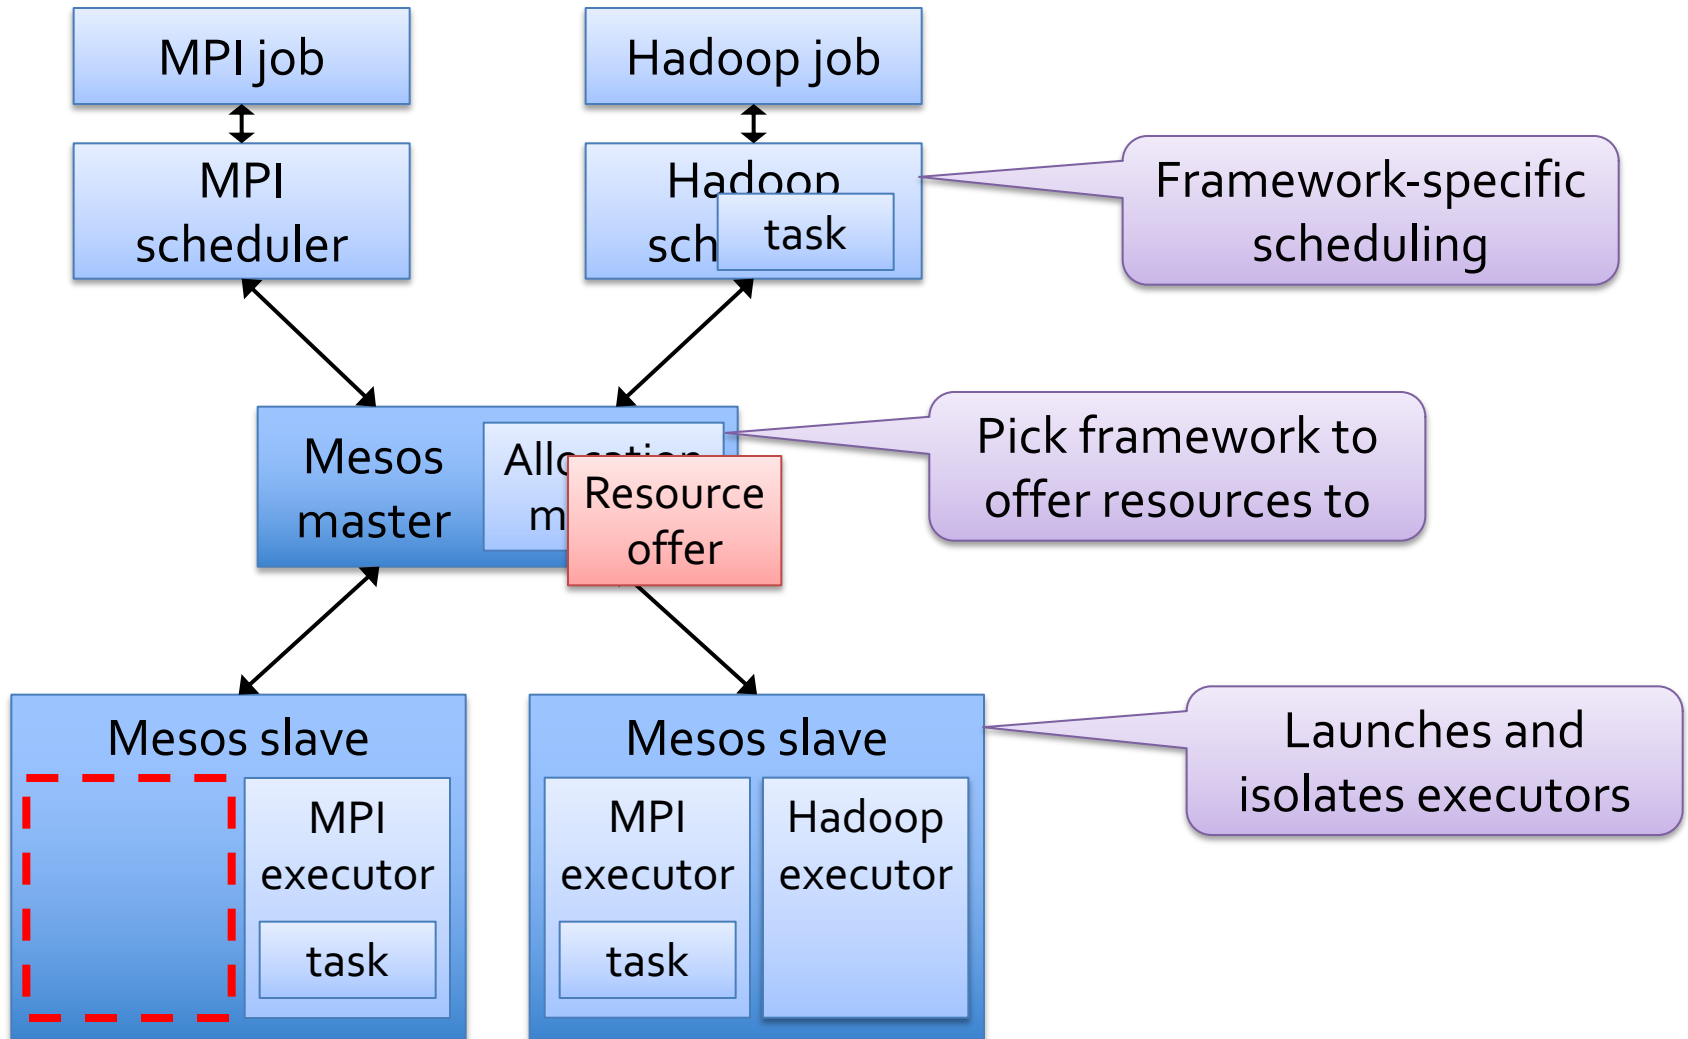 MPI job
Hadoop job
MPI
scheduler
Hadoop
sch
task
Framework-specific
scheduling
Mesos
master
Allocation
m
Resource
offer
Pick framework to
offer resources to
Mesos slave
MPI
executor
task
Mesos slave
MPI
executor
task
Hadoop
executor
Launches and
isolates executors